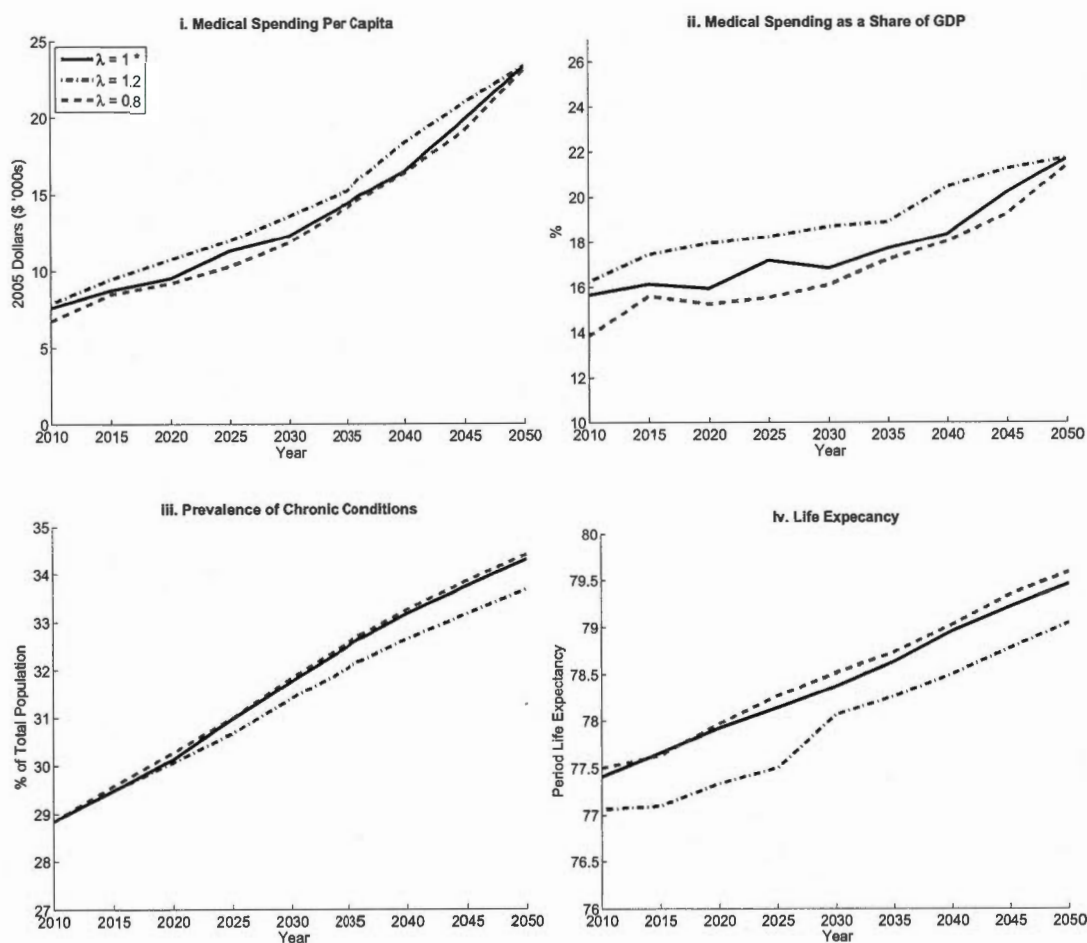 i. Medical Spending Per Capita
25
20
15
10
5
0
2005 Dollars ($ '000s)
λ = 1 *
λ = 1.2
λ = 0.8
2010 2015 2020 2025 2030 2035 2040 2045 2050
Year
ii. Medical Spending as a Share of GDP
26
24
22
20
18
16
14
12
10
%
2010 2015 2020 2025 2030 2035 2040 2045 2050
Year
iii. Prevalence of Chronic Conditions
35
34
33
32
31
30
29
28
27
% of Total Population
2010 2015 2020 2025 2030 2035 2040 2045 2050
Year
iv. Life Expecancy
80
79.5
79
78.5
78
77.5
77
76.5
76
Period Life Expectancy
2010 2015 2020 2025 2030 2035 2040 2045 2050
Year